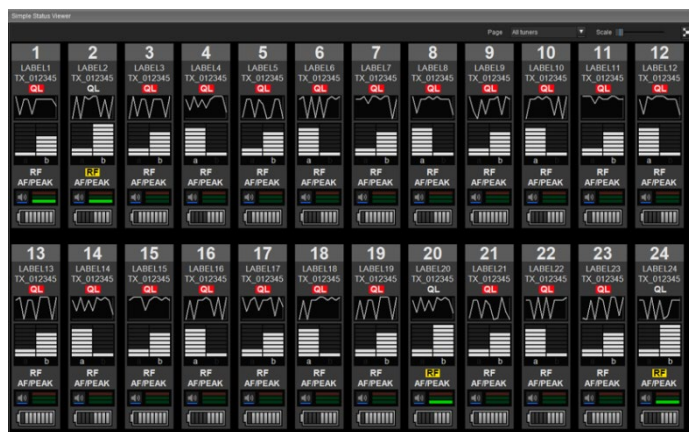 Simple Status Viewer
Page All tuners Scale
1 2 3 4 5 6 7 8 9 10 11 12
LABEL1 LABEL2 LABEL3 LABEL4 LABEL5 LABEL6 LABEL7 LABEL8 LABEL9 LABEL10 LABEL11 LABEL12
TX_012345 TX_012345 TX_012345 TX_012345 TX_012345 TX_012345 TX_012345 TX_012345 TX_012345 TX_012345 TX_012345 TX_012345
QL QL QL QL QL QL QL QL QL QL QL QL
b b b a b a b a b a b a
RF RF RF RF RF RF RF RF RF RF RF RF
AF/PEAK AF/PEAK AF/PEAK AF/PEAK AF/PEAK AF/PEAK AF/PEAK AF/PEAK AF/PEAK AF/PEAK AF/PEAK AF/PEAK
13 14 15 16 17 18 19 20 21 22 23 24
LABEL13 LABEL14 LABEL15 LABEL16 LABEL17 LABEL18 LABEL19 LABEL20 LABEL21 LABEL22 LABEL23 LABEL24
TX_012345 TX_012345 TX_012345 TX_012345 TX_012345 TX_012345 TX_012345 TX_012345 TX_012345 TX_012345 TX_012345 TX_012345
QL QL QL QL QL QL QL QL QL QL QL QL
b a b a b a b b b a b b
RF RF RF RF RF RF RF RF RF RF RF RF
AF/PEAK AF/PEAK AF/PEAK AF/PEAK AF/PEAK AF/PEAK AF/PEAK AF/PEAK AF/PEAK AF/PEAK AF/PEAK AF/PEAK